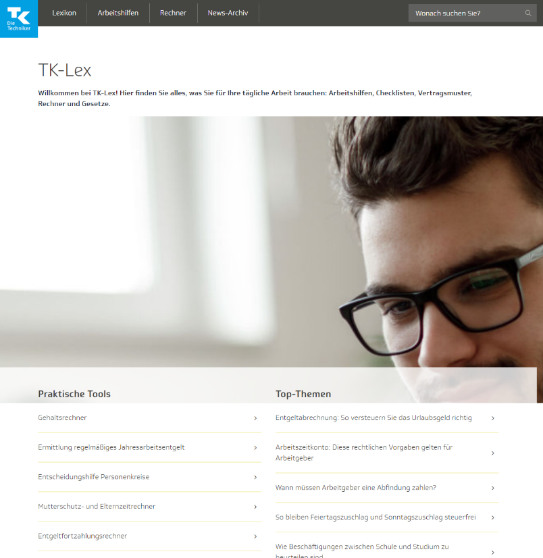 TK
Die
Techniker
Lexikon
Arbeitshilfen
Rechner
News-Archiv
Wonach suchen Sie?
TK-Lex
Willkommen bei TK-Lex! Hier finden Sie alles, was Sie für Ihre tägliche Arbeit brauchen: Arbeitshilfen, Checklisten, Vertragsmuster,
Rechner und Gesetze.
Praktische Tools
Gehaltsrechner
Ermittlung regelmäßiges Jahresarbeitsentgelt
Entscheidungshilfe Personenkreise
Mutterschutz- und Elternzeitrechner
Entgeltfortzahlungsrechner
Top-Themen
Entgeltabrechnung: So versteuern Sie das Urlaubsgeld richtig
Arbeitszeitkonto: Diese rechtlichen Vorgaben gelten für
Arbeitgeber
Wann müssen Arbeitgeber eine Abfindung zahlen?
So bleiben Feiertagszuschlag und Sonntagszuschlag steuerfrei
Wie Beschäftigungen zwischen Schule und Studium zu
beurteilen sind